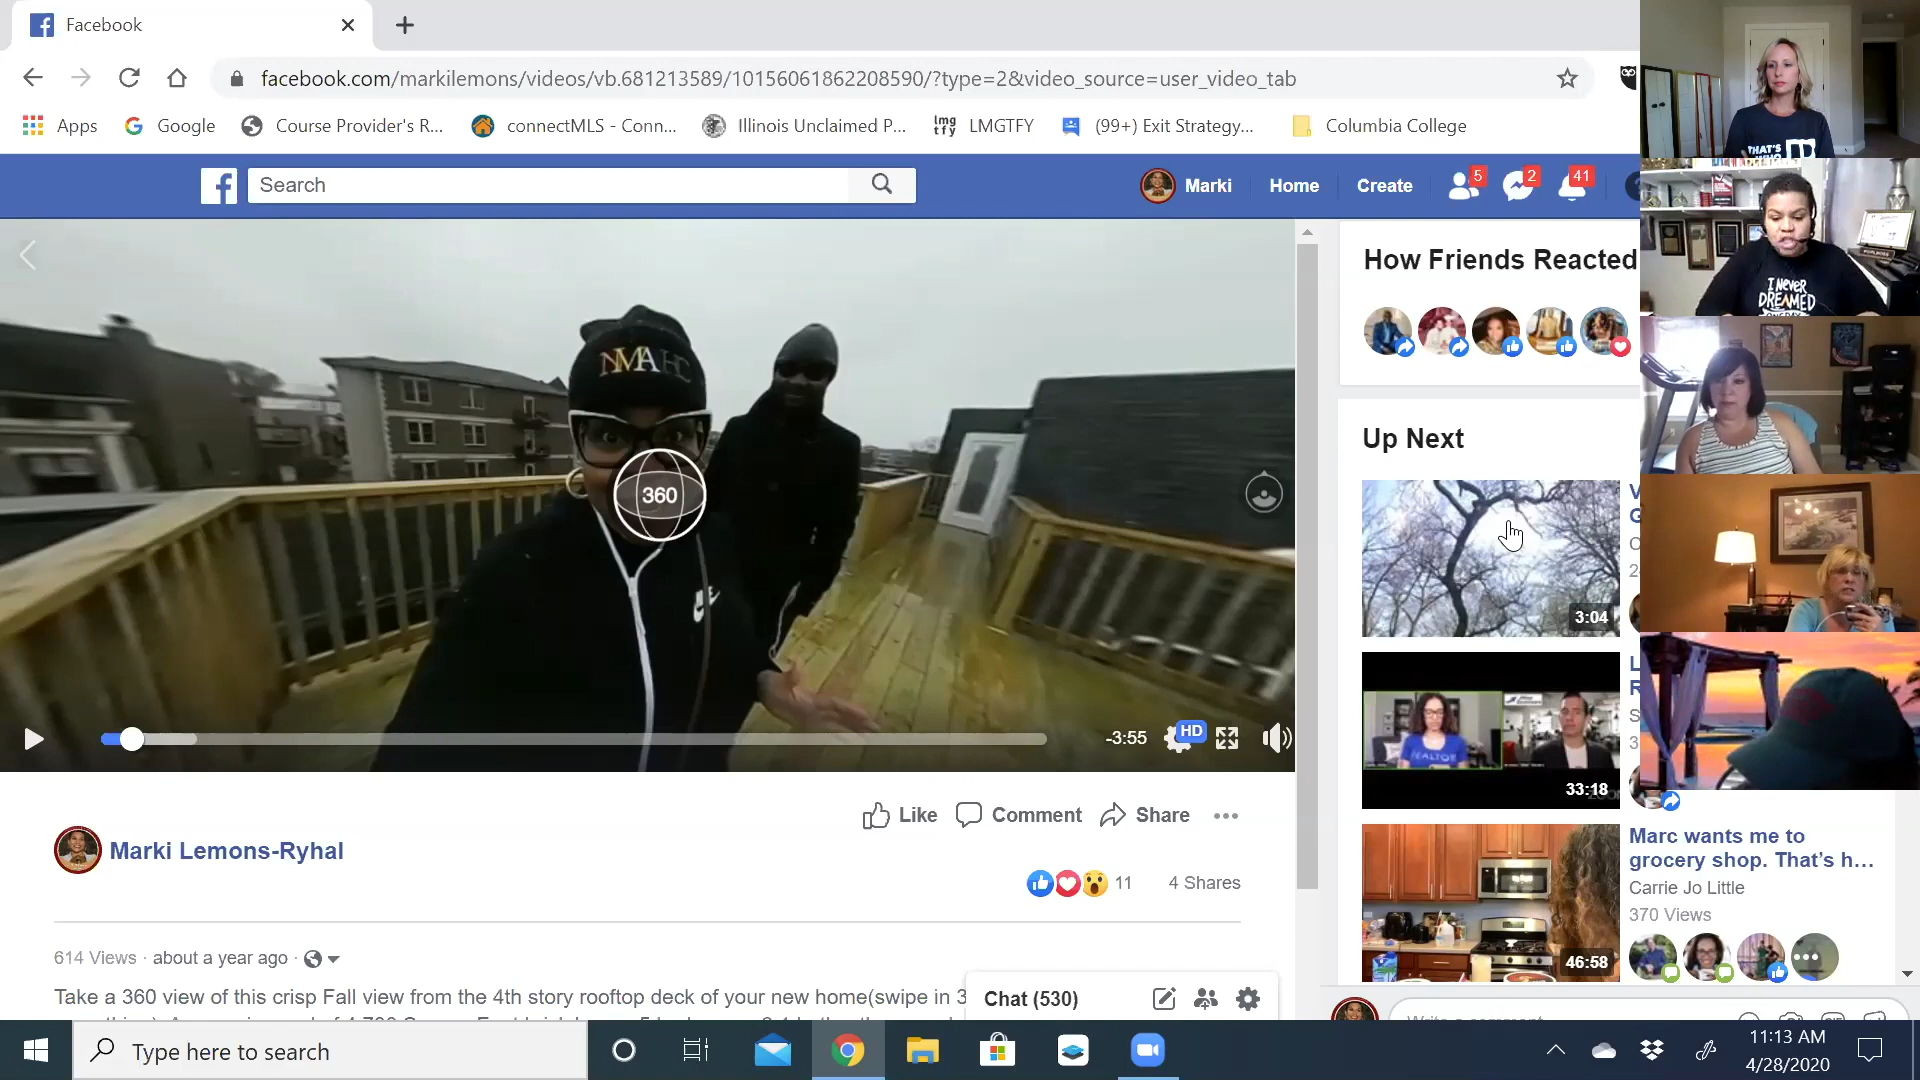 Facebook
facebook.com/markilemons/videos/vb.681213589/10156061862208590/?type=2&video_source=user_video_tab
Apps
Google
Course Provider's R...
connectMLS - Conn...
Illinois Unclaimed P...
lmg
tfy
LMGTFY
(99+) Exit Strategy...
Columbia College
Search
Marki
Home
Create
5
2
41
How Friends Reacted
NMAHC
360
Up Next
3:04
-3:55
HD
REALTOR
33:18
Like
Comment
Share
Marki Lemons-Ryhal
11
4 Shares
Marc wants me to
grocery shop. That's h...
Carrie Jo Little
370 Views
46:58
614 Views · about a year ago ·
Take a 360 view of this crisp Fall view from the 4th story rooftop deck of your new home(swipe in 3
Chat (530)
THAT'S
I NEVER
DREAMED
Type here to search
11:13 AM
4/28/2020